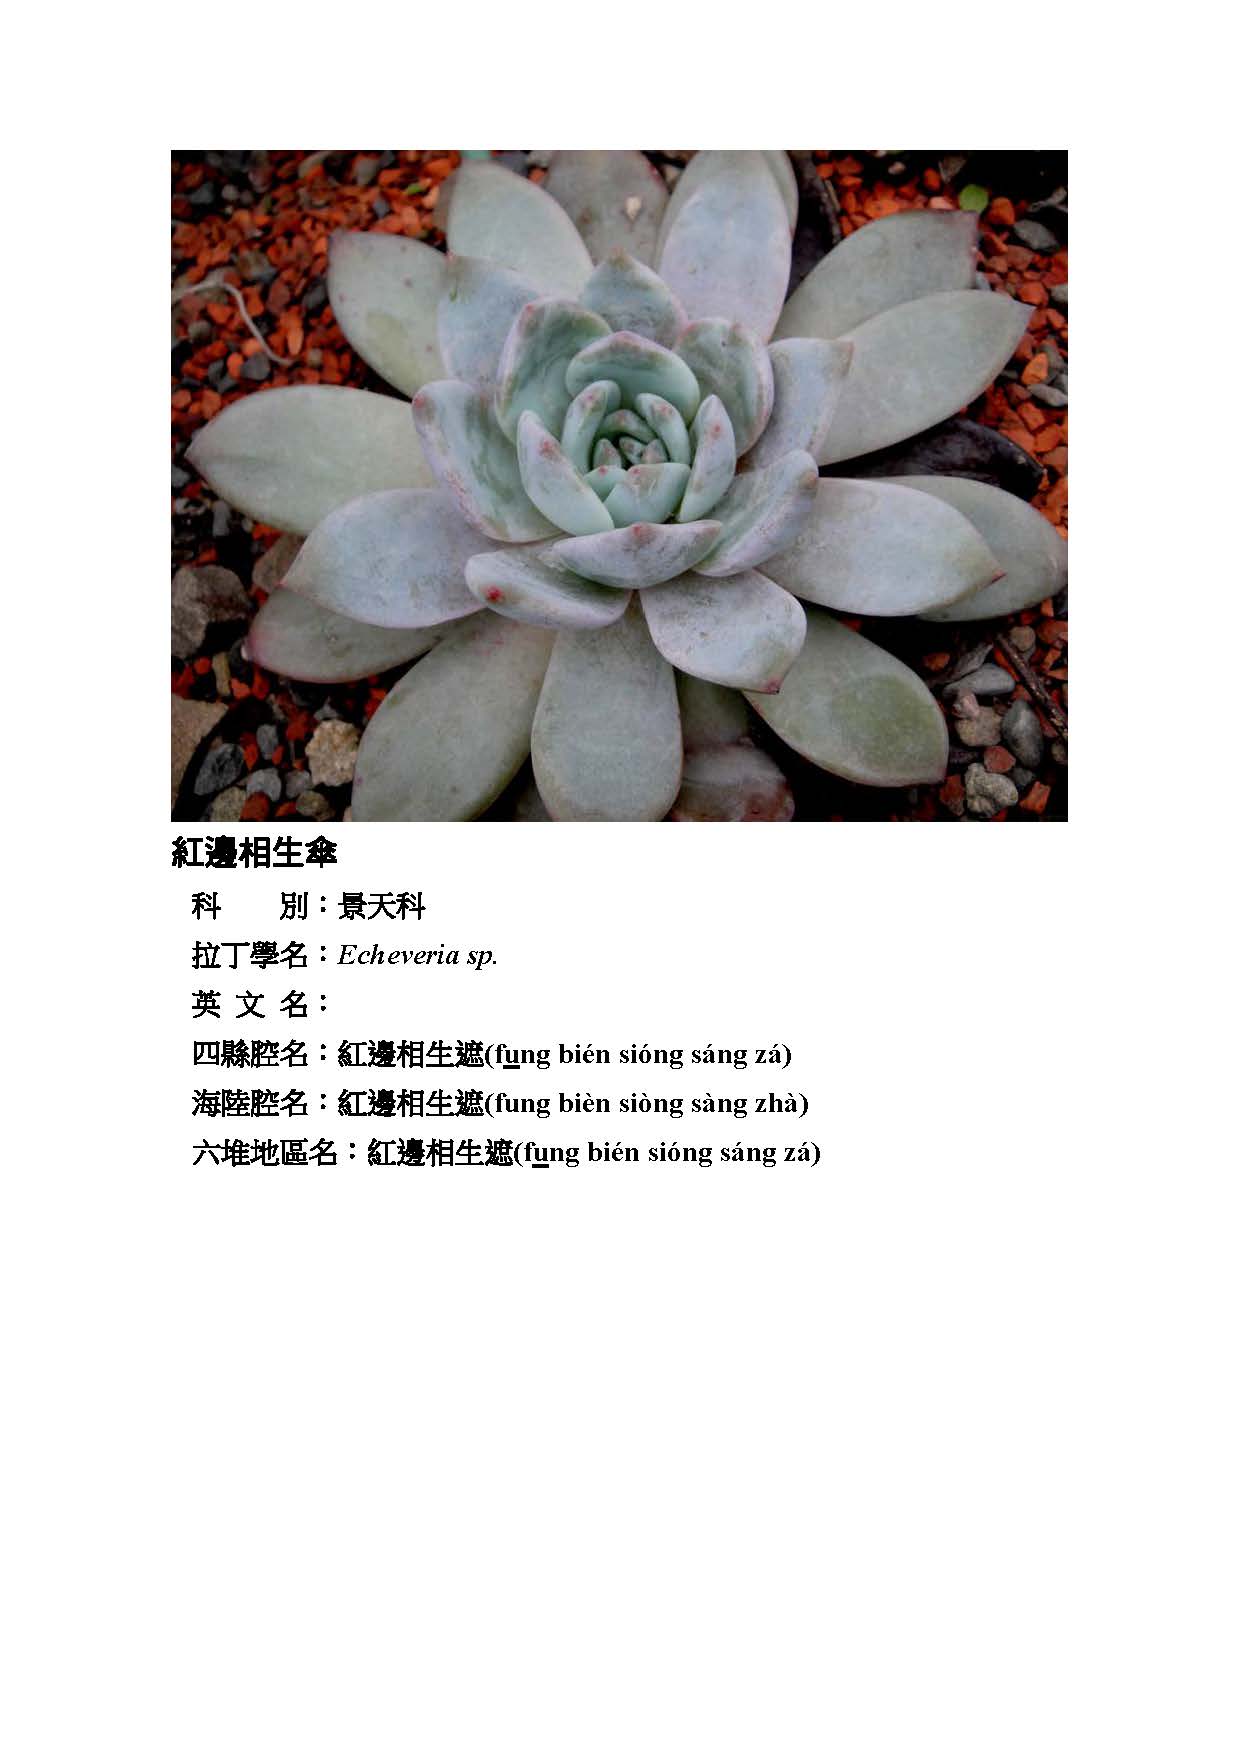 紅邊相生傘
科　　別：景天科
拉丁學名：Echeveria sp.
英 文 名：
四縣腔名：紅邊相生遮(fung bién sióng sáng zá)
海陸腔名：紅邊相生遮(fung bièn siòng sàng zhà)
六堆地區名：紅邊相生遮(fung bién sióng sáng zá)